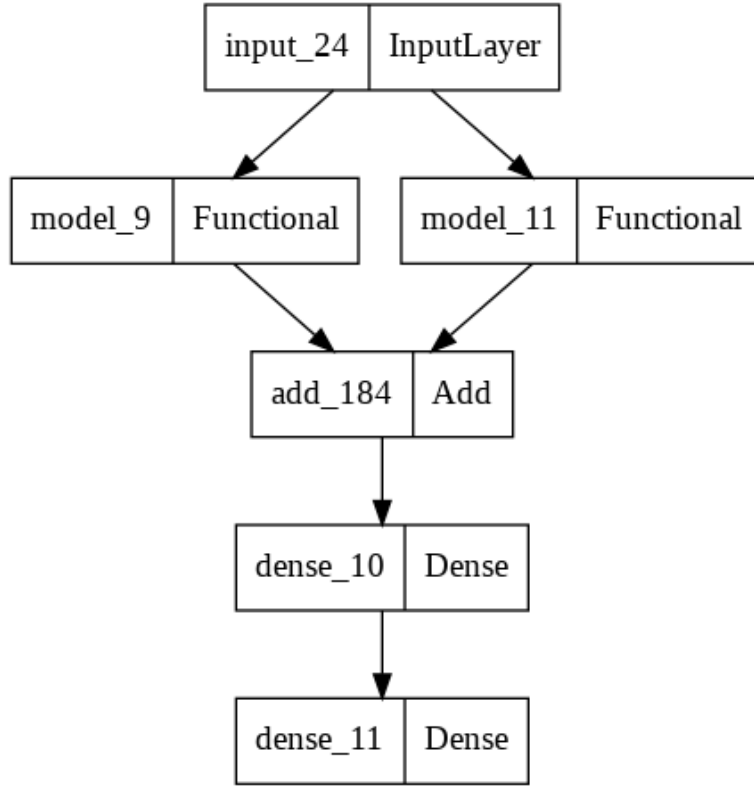 input_24 InputLayer
model_9 Functional model_11 Functional
add_184 Add
dense_10 Dense
dense_11 Dense